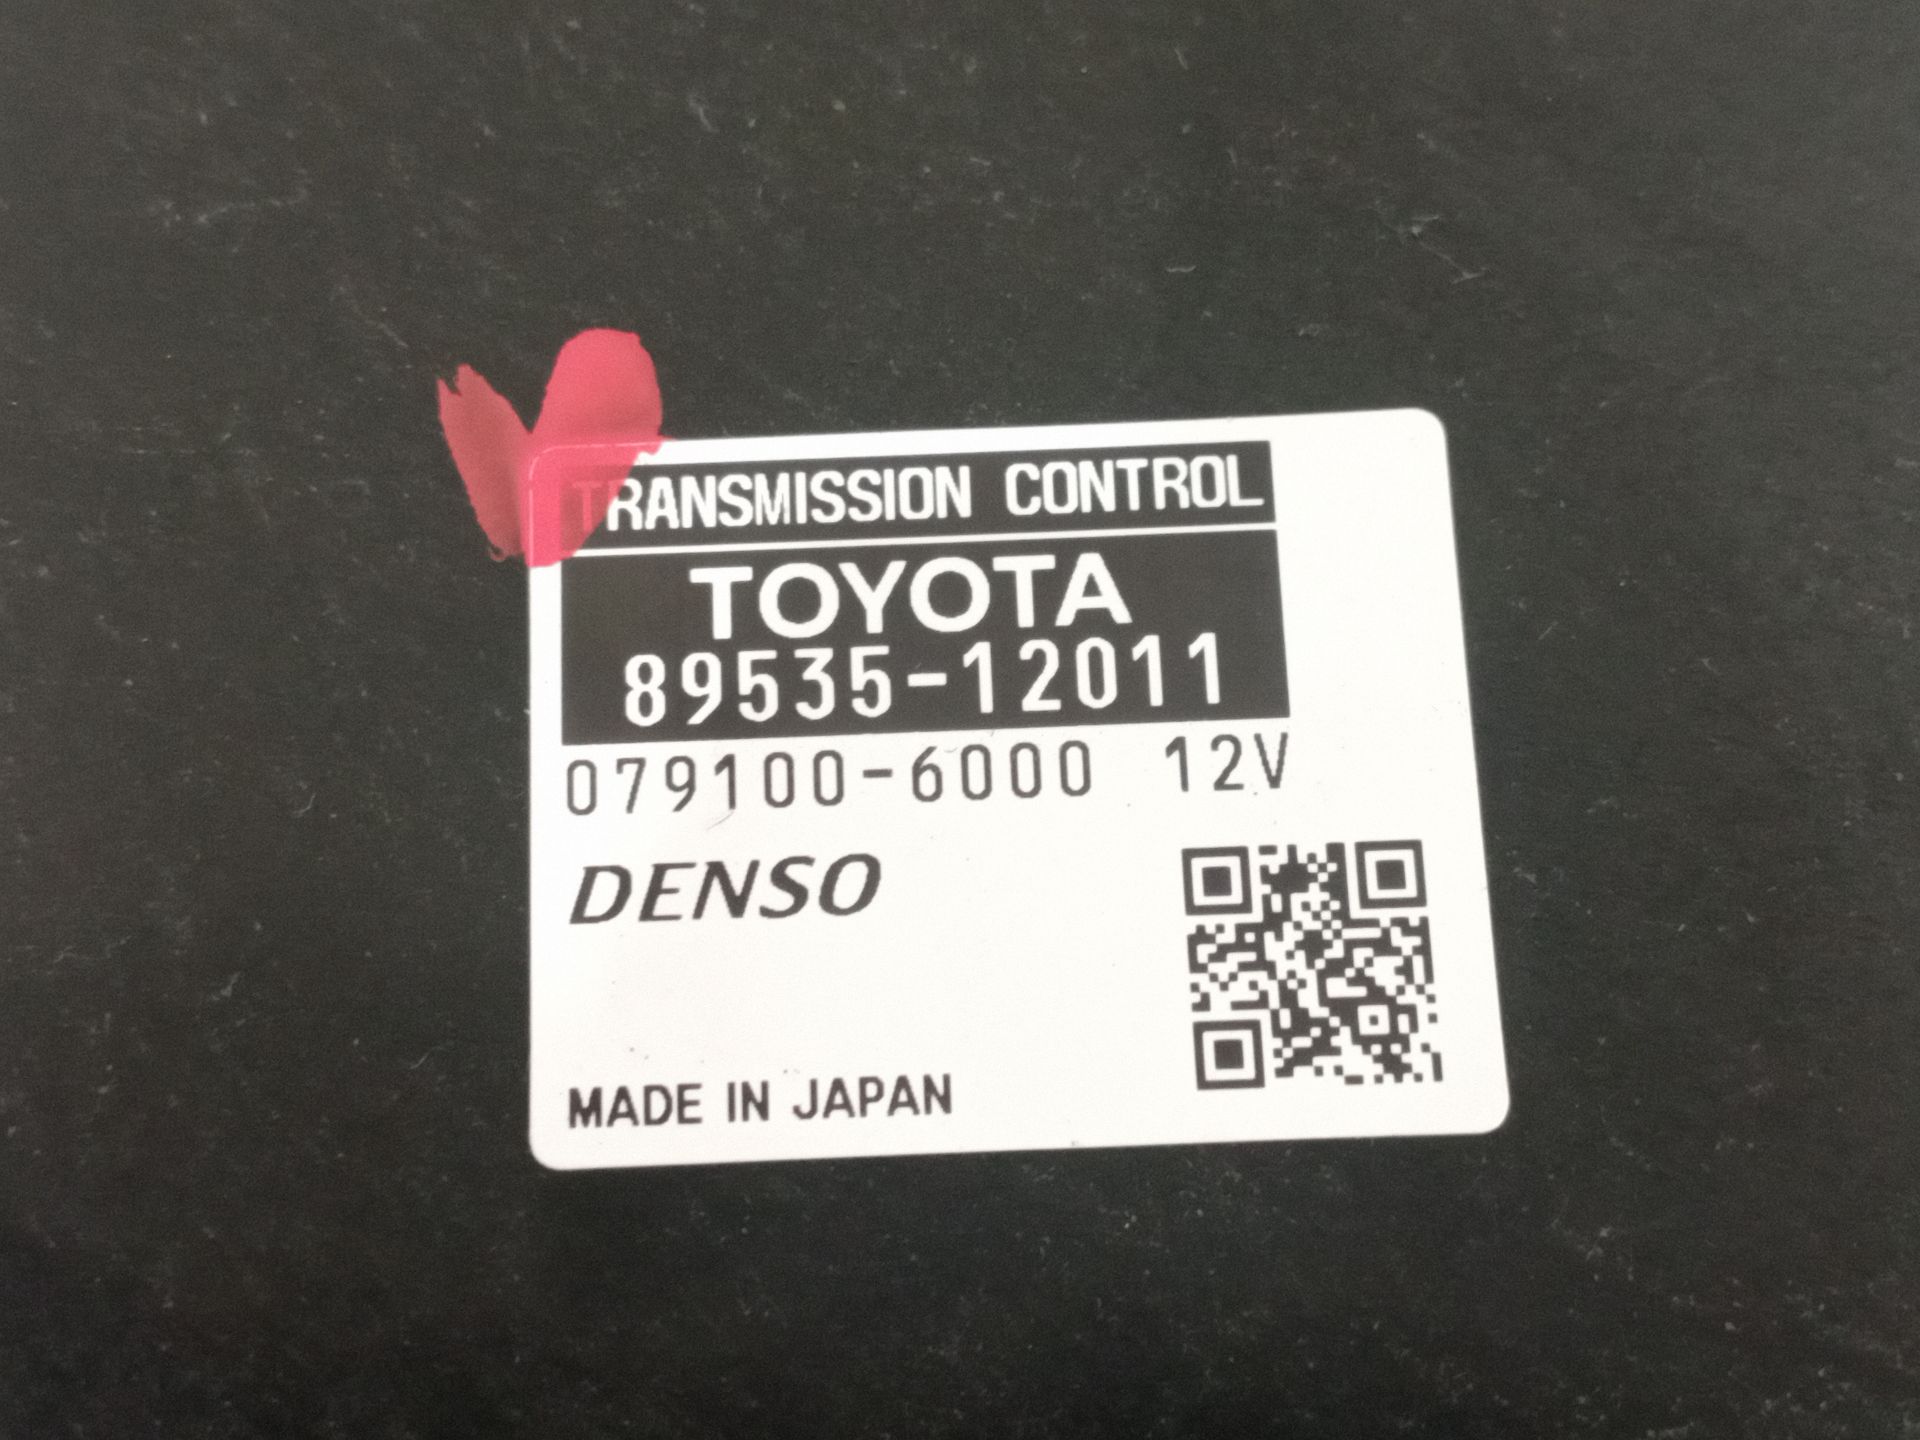 TRANSMISSION CONTROL
TOYOTA
89535-12011
079100-6000 12V
DENSO
MADE IN JAPAN